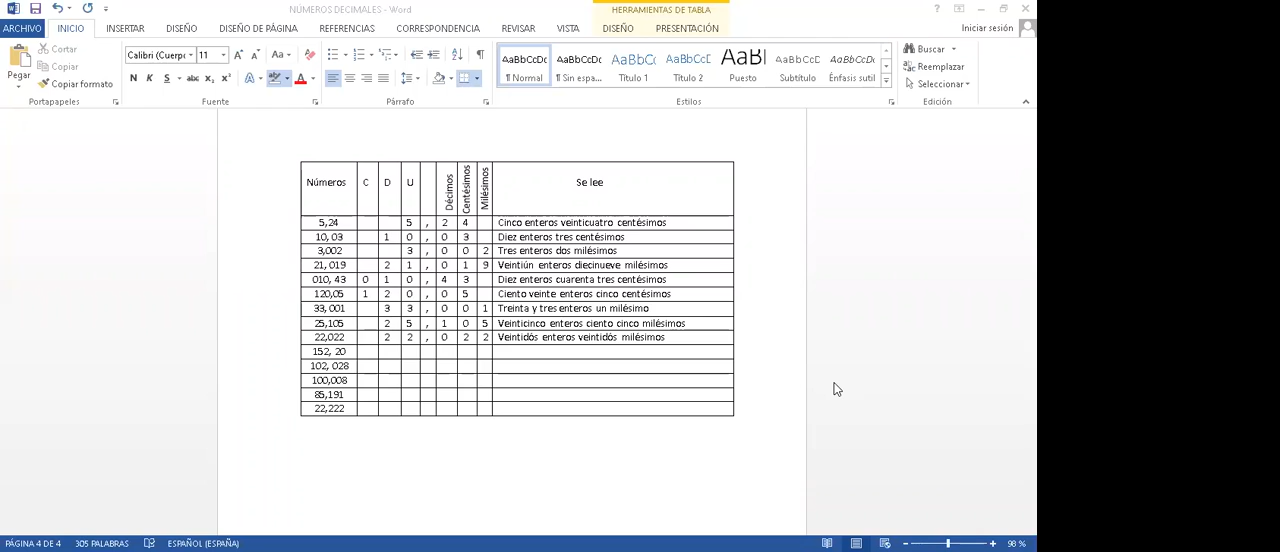 NÚMEROS DECIMALES - Word
HERRAMIENTAS DE TABLA
ARCHIVO INICIO INSERTAR DISEÑO DISEÑO DE PÁGINA REFERENCIAS CORRESPONDENCIA REVISAR VISTA DISEÑO PRESENTACIÓN Iniciar sesión
Pegar
Cortar
Copiar
Copiar formato
Portapapeles
Calibri (Cuerpo 11
Fuente
Párrafo
AaBbCcDc AaBbCcDc AaBbC( AaBbCcD AaB AaBbCcD AaBbCcDc
¶ Normal ¶ Sin espa... Título 1 Título 2 Puesto Subtítulo Énfasis sutil
Estilos
Buscar
Reemplazar
Seleccionar
Edición
Números C D U Décimos Centésimos Milésimos Se lee
5,24 5 , 2 4 Cinco enteros veinticuatro centésimos
10, 03 1 0 , 0 3 Diez enteros tres centésimos
3,002 3 , 0 0 2 Tres enteros dos milésimos
21, 019 2 1 , 0 1 9 Veintiún enteros diecinueve milésimos
010, 43 0 1 0 , 4 3 Diez enteros cuarenta tres centésimos
120,05 1 2 0 , 0 5 Ciento veinte enteros cinco centésimos
33, 001 3 3 , 0 0 1 Treinta y tres enteros un milésimo
25,105 2 5 , 1 0 5 Veinticinco enteros ciento cinco milésimos
22,022 2 2 , 0 2 2 Veintidós enteros veintidós milésimos
152, 20
102, 028
100,008
85,191
22,222
PÁGINA 4 DE 4 305 PALABRAS ESPAÑOL (ESPAÑA) 98 %